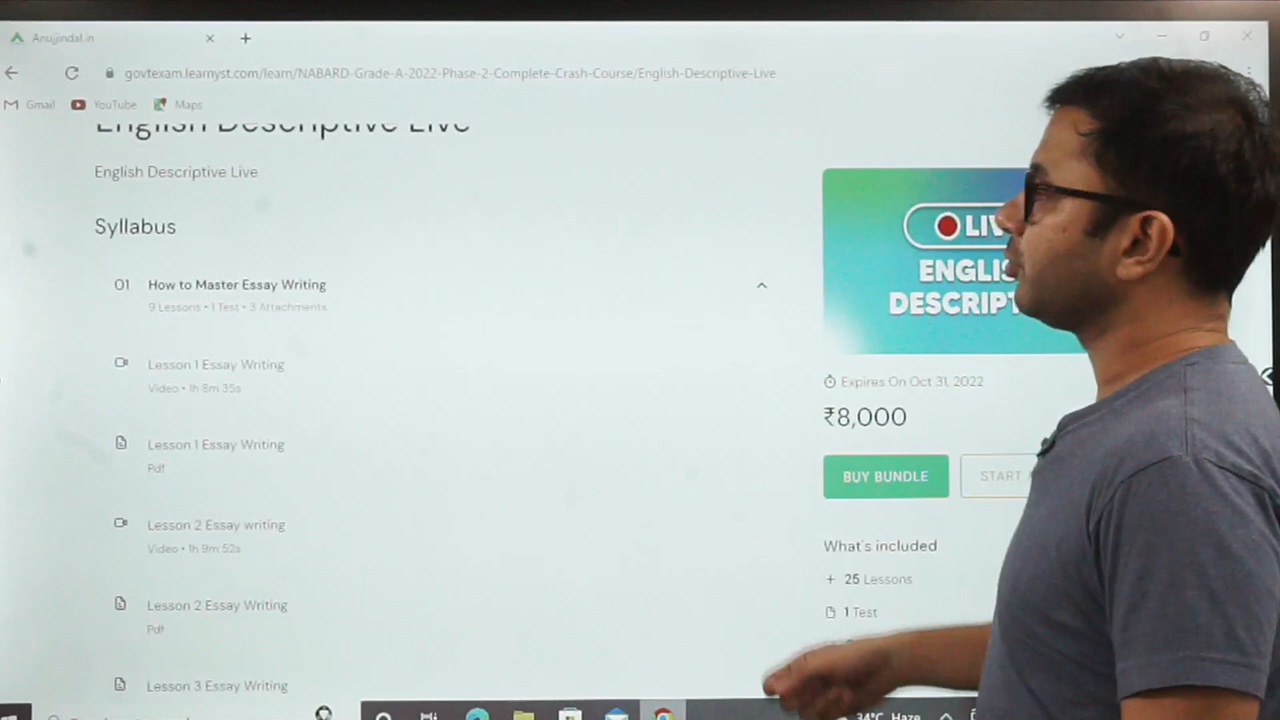 Anujjindal.in
govtexam.learnyst.com/learn/NABARD-Grade-A-2022-Phase-2-Complete-Crash-Course/English-Descriptive-Live
Gmail YouTube Maps
English Descriptive Live
English Descriptive Live
Syllabus
01 How to Master Essay Writing
9 Lessons • 1 Test • 3 Attachments
Lesson 1 Essay Writing
Video • 1h 8m 35s
Lesson 1 Essay Writing
Pdf
Lesson 2 Essay writing
Video • 1h 9m 52s
Lesson 2 Essay Writing
Pdf
Lesson 3 Essay Writing
LIV
ENGLIS
DESCRIPT
Expires On Oct 31, 2022
₹8,000
BUY BUNDLE
START
What's included
+ 25 Lessons
1 Test
34°C Haze